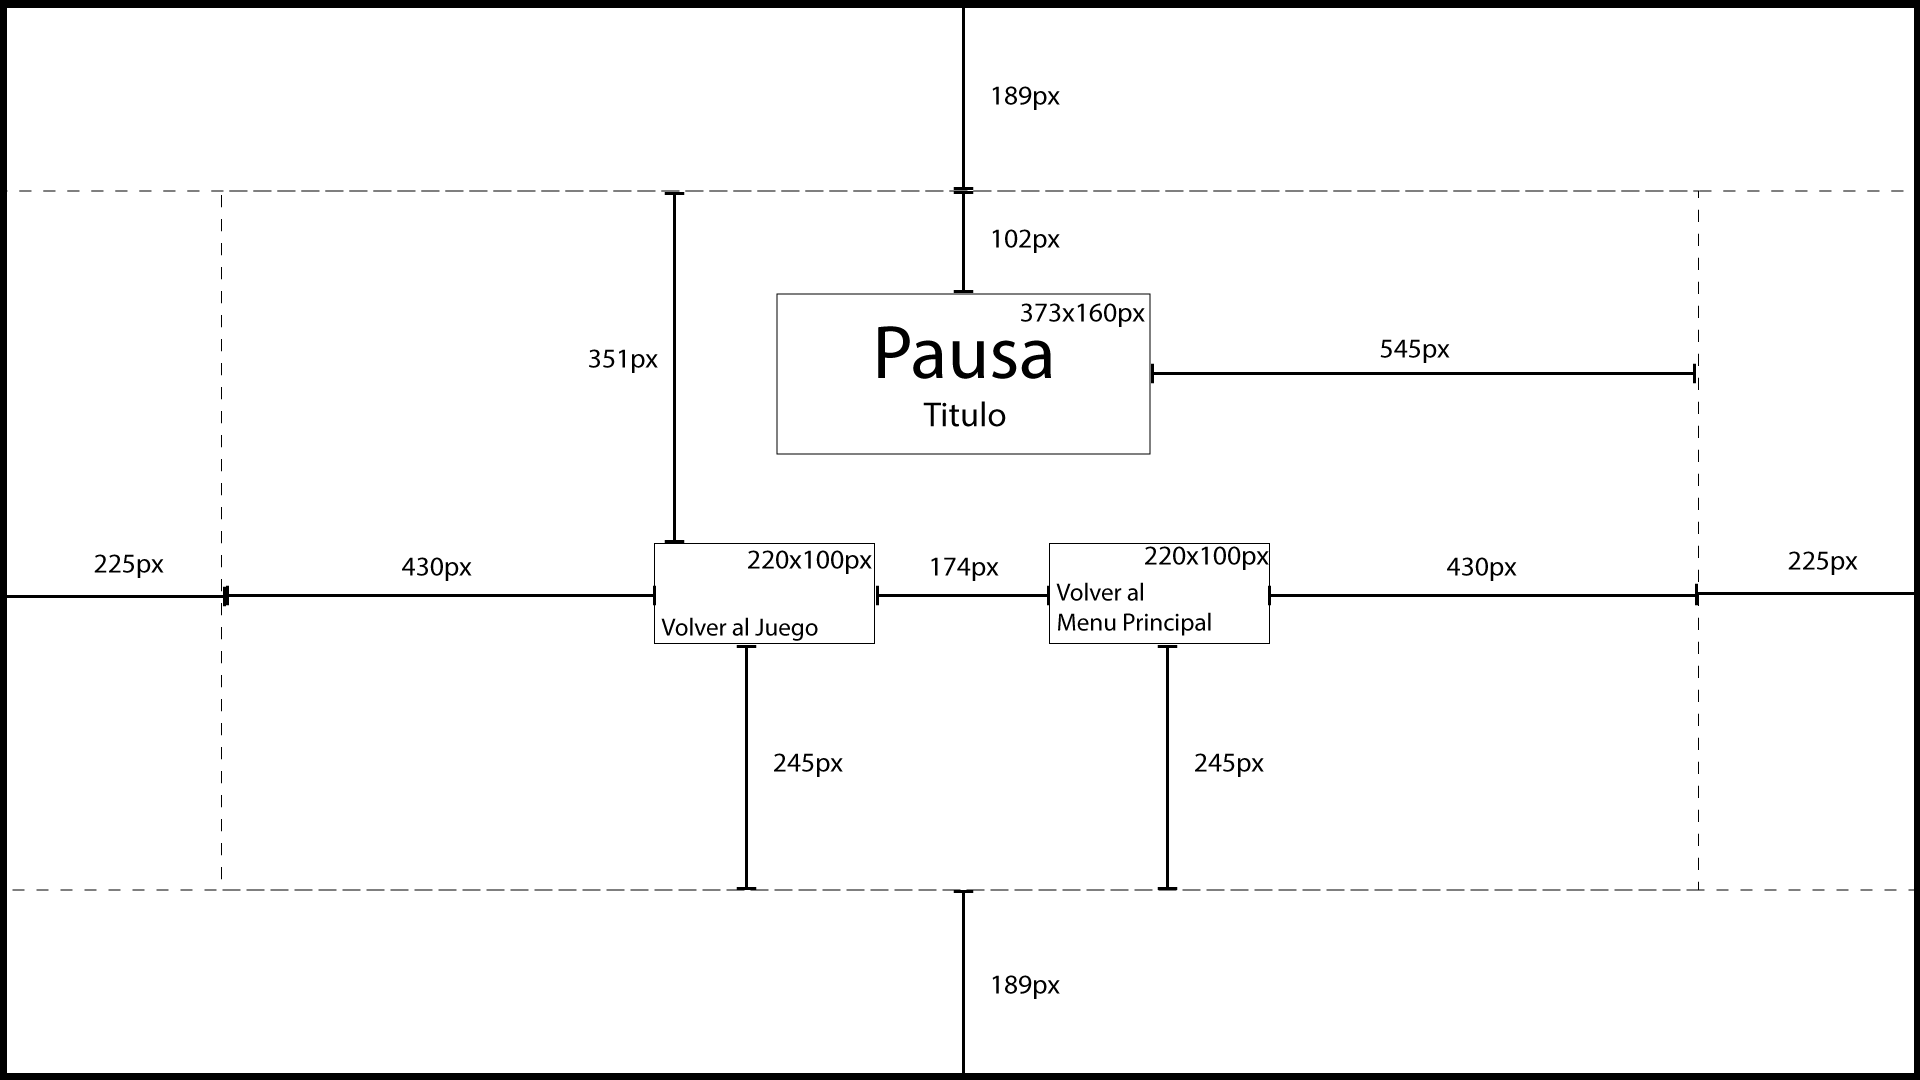 189px
102px
373x160px
Pausa
Titulo
351px
545px
225px
430px
220x100px
Volver al Juego
174px
220x100px
Volver al
Menu Principal
430px
225px
245px
245px
189px